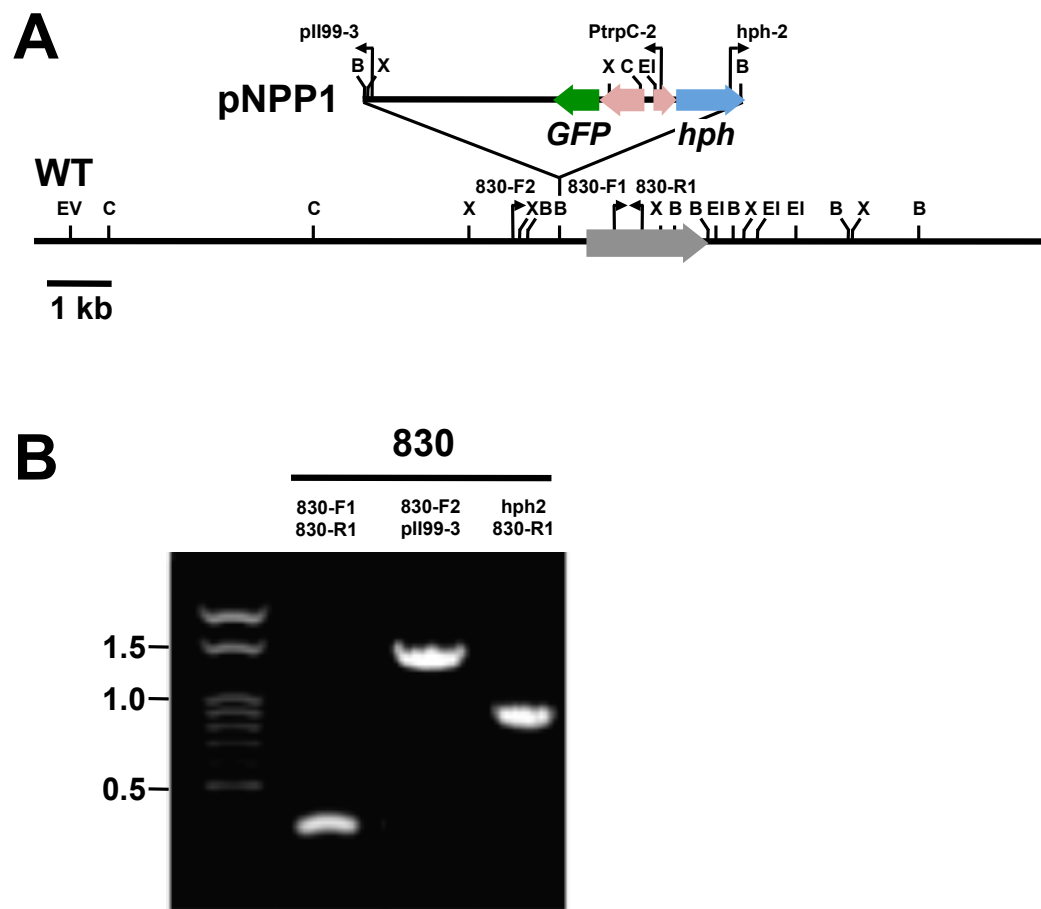 A
pII99-3 PtrpC-2 hph-2
B X X C EI B
pNPP1
GFP hph
WT
830-F2 830-F1 830-R1
EV C C X X B B X B B EI B X EI EI B X B
1 kb
B
830
830-F1 830-F2 hph2
830-R1 pII99-3 830-R1
1.5
1.0
0.5